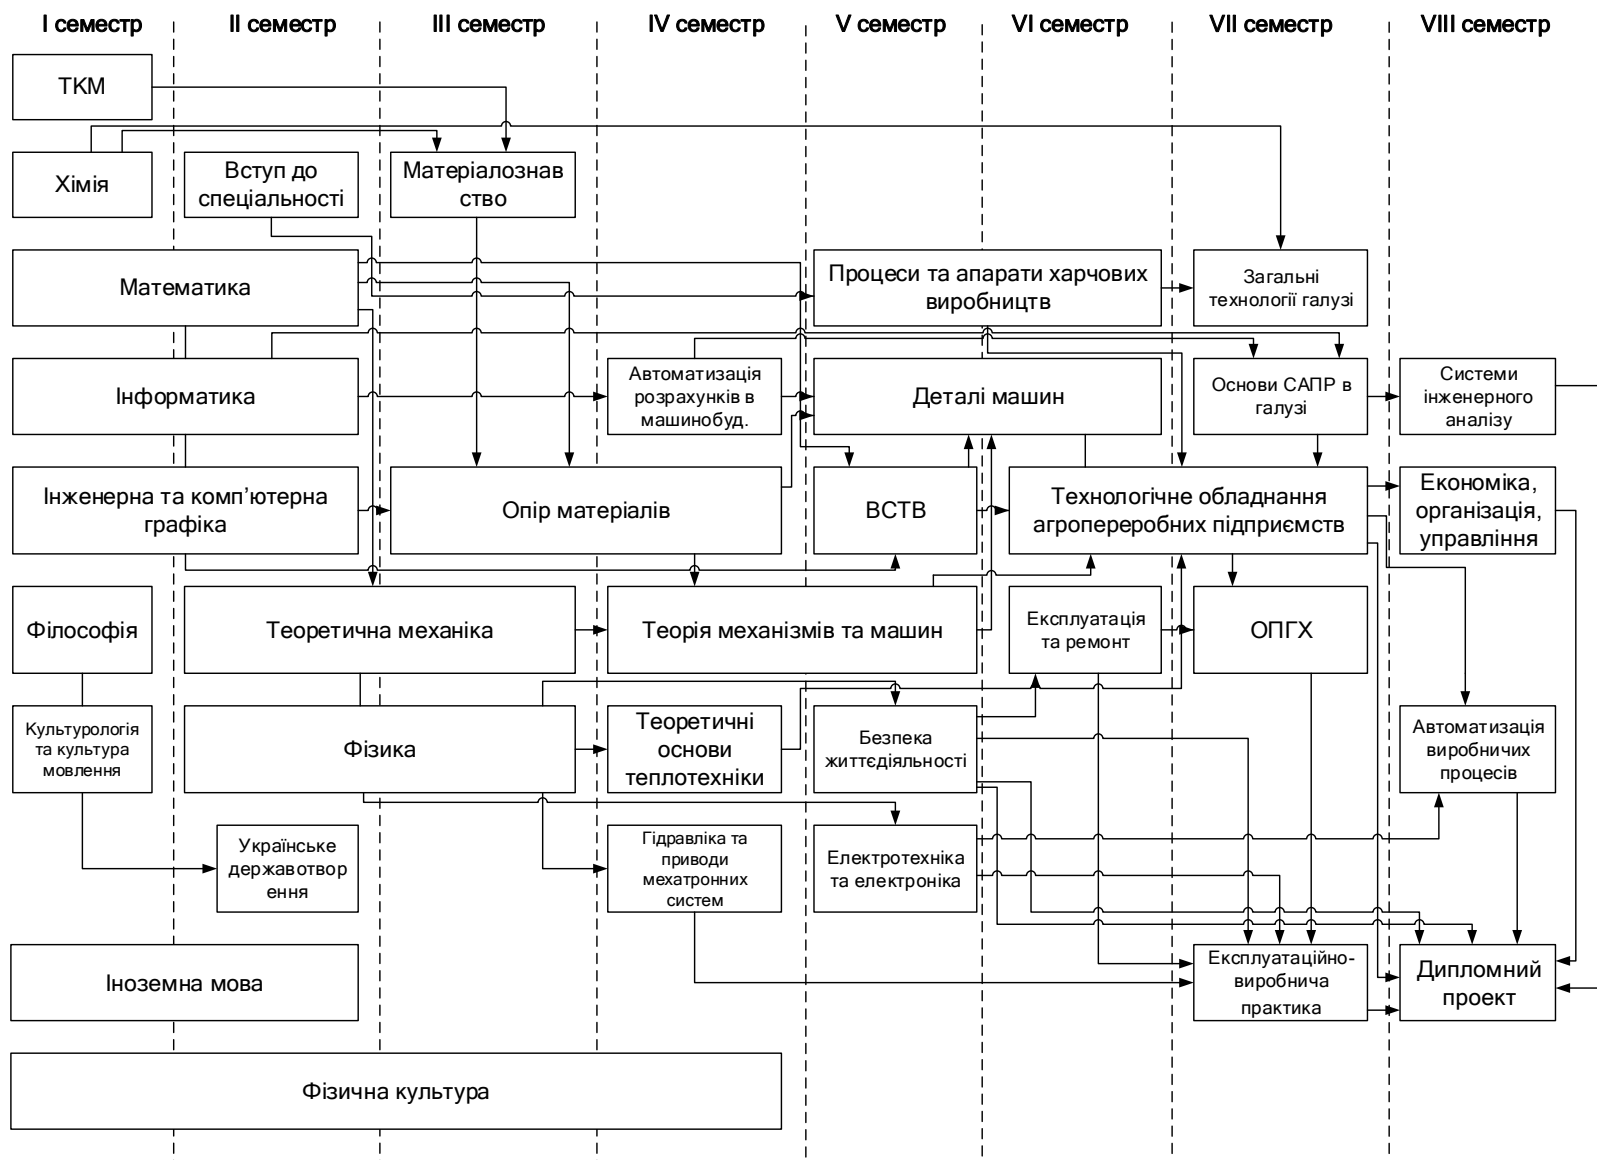 I семестр
II семестр
III семестр
IV семестр
V семестр
VI семестр
VII семестр
VIII семестр
ТКМ
Хімія
Вступ до
спеціальності
Матеріалознав
ство
Математика
Процеси та апарати харчових
виробництв
Загальні
технології галузі
Інформатика
Автоматизація
розрахунків в
машинобуд.
Деталі машин
Основи САПР в
галузі
Системи
інженерного
аналізу
Інженерна та комп'ютерна
графіка
Опір матеріалів
ВСТВ
Технологічне обладнання
агропереробних підприємств
Економіка,
організація,
управління
Філософія
Теоретична механіка
Теорія механізмів та машин
Експлуатація
та ремонт
ОПГХ
Культурологія
та культура
мовлення
Фізика
Теоретичні
основи
теплотехніки
Безпека
життєдіяльності
Автоматизація
виробничих
процесів
Українське
державотвор
ення
Гідравліка та
приводи
мехатронних
систем
Електротехніка
та електроніка
Іноземна мова
Експлуатаційно-
виробнича
практика
Дипломний
проект
Фізична культура